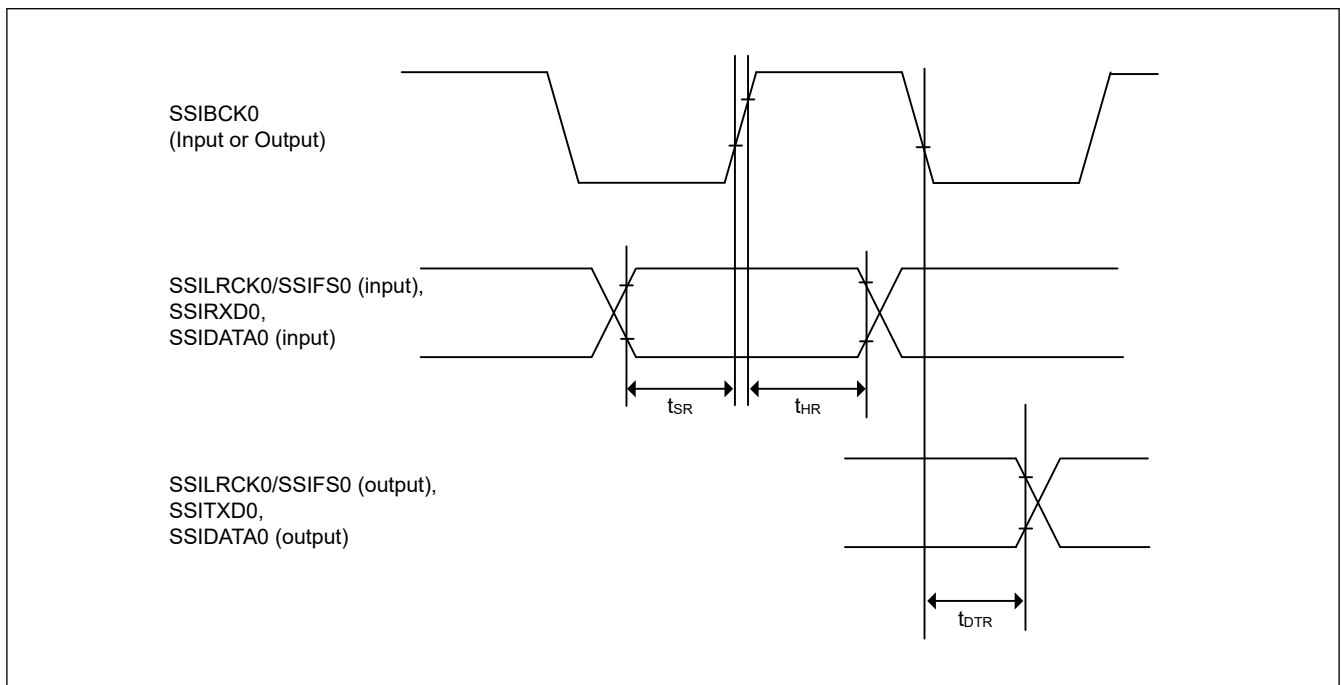 SSIBCK0
(Input or Output)
SSILRCK0/SSIFS0 (input),
SSIRXD0,
SSIDATA0 (input)
tSR
tHR
SSILRCK0/SSIFS0 (output),
SSITXD0,
SSIDATA0 (output)
tDTR